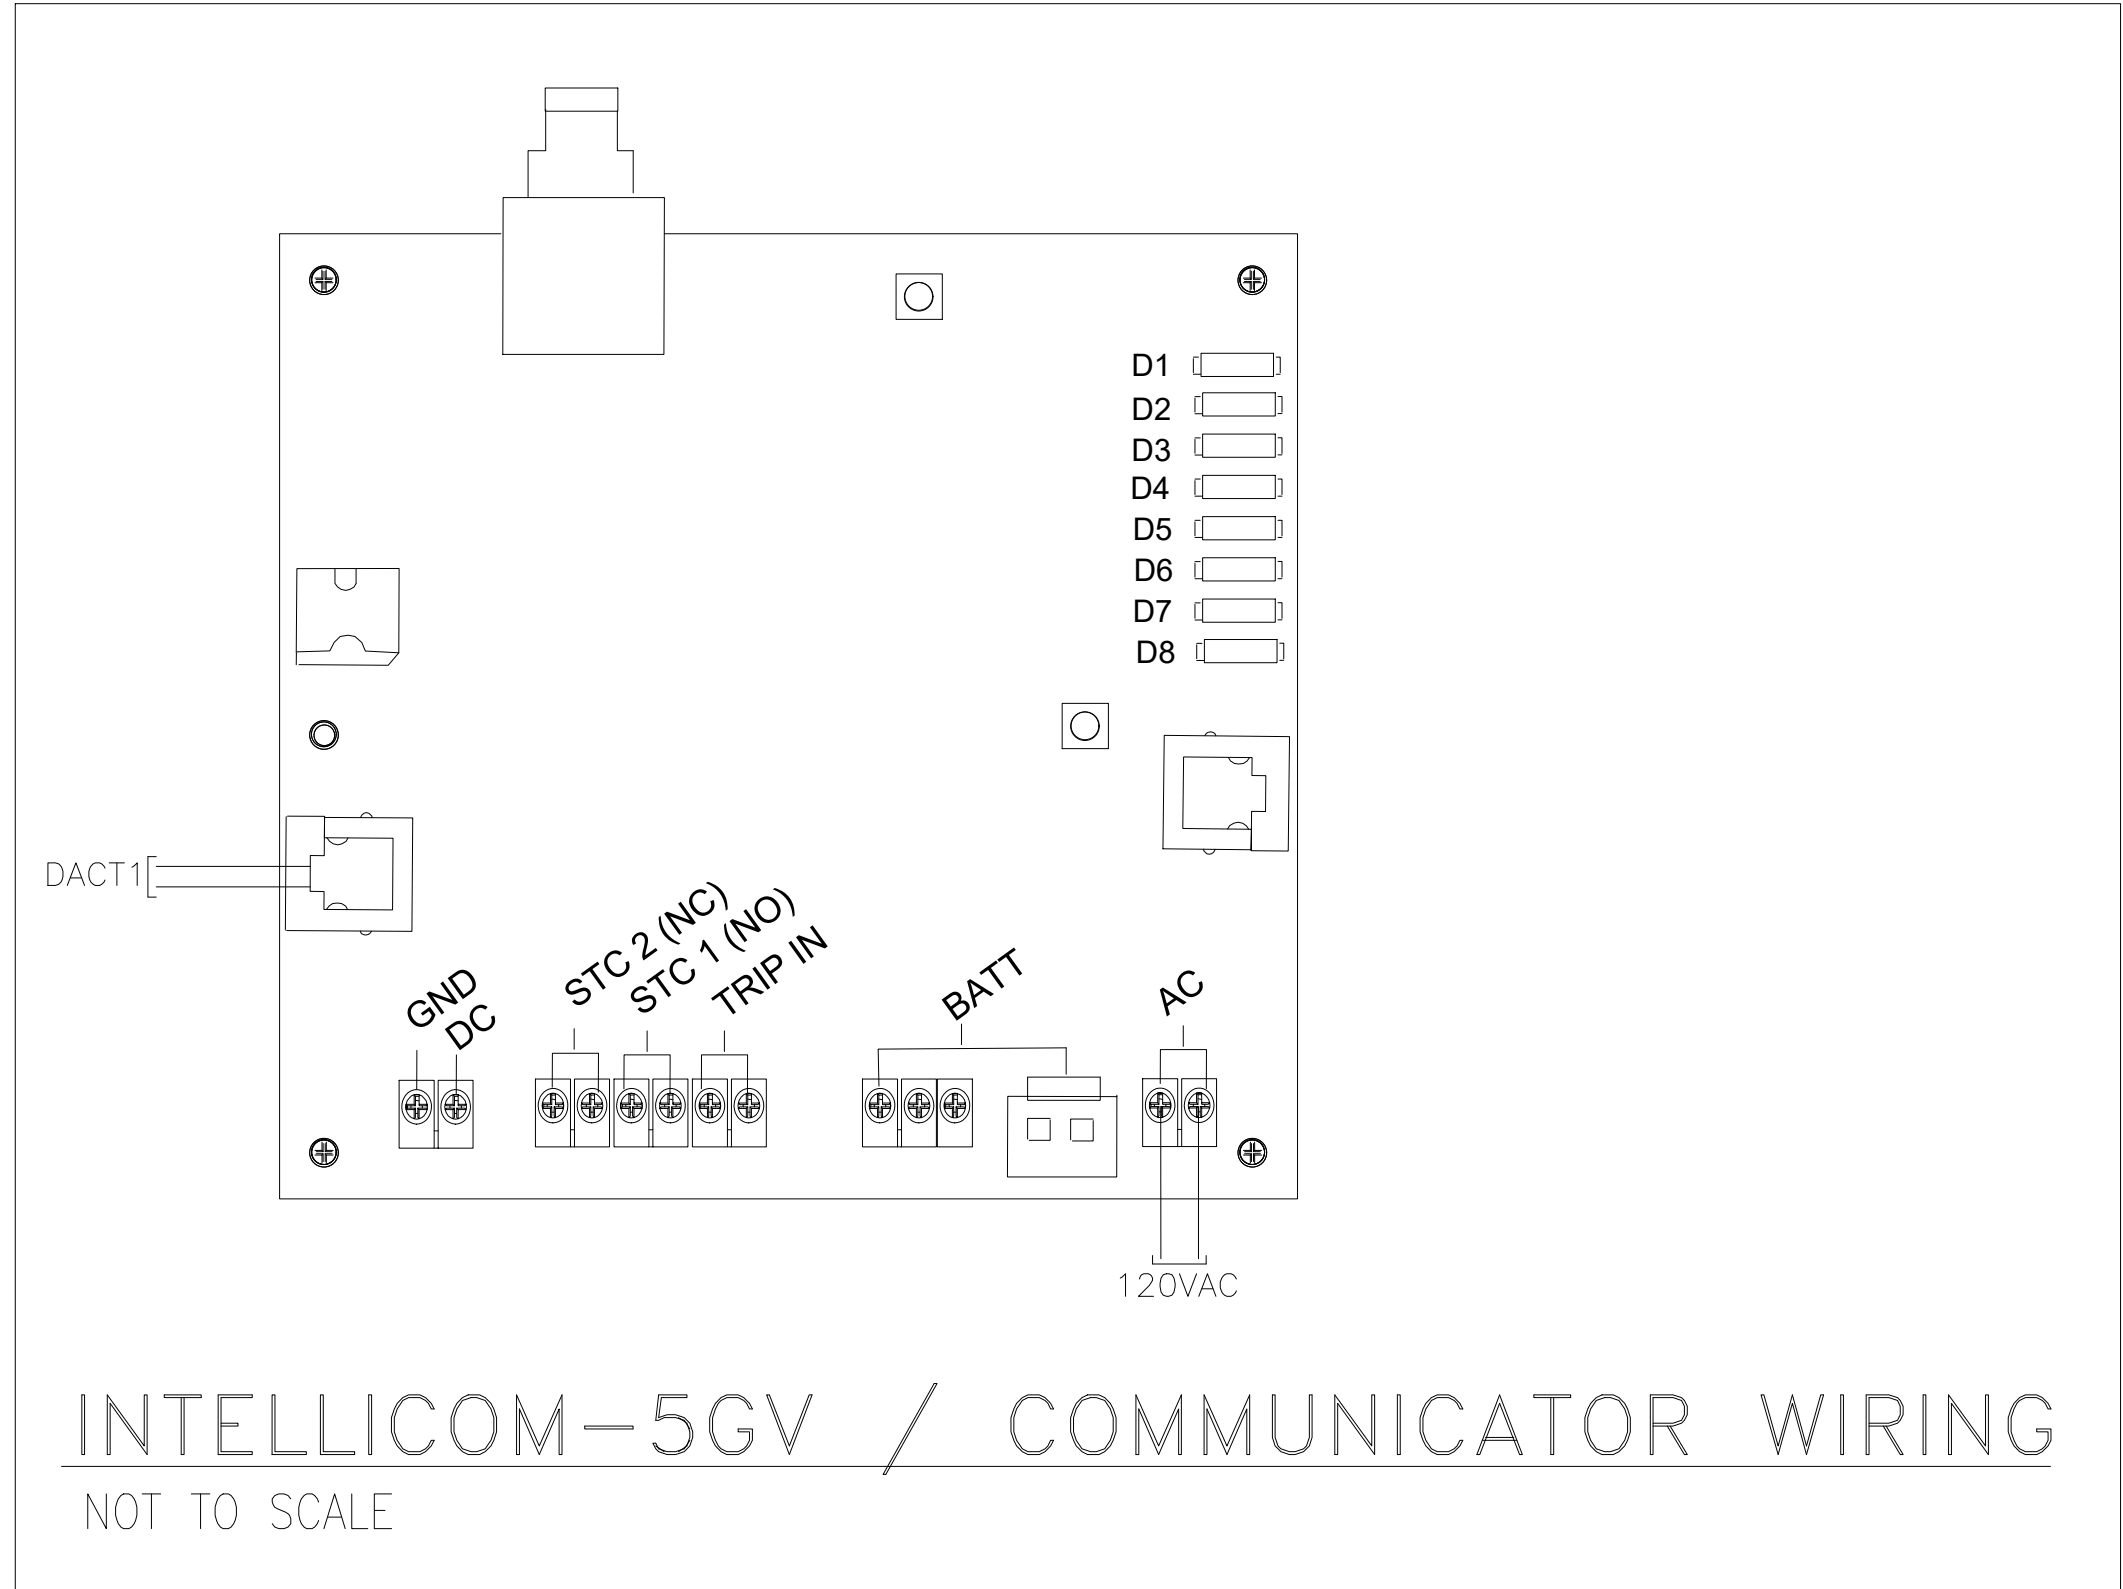 D1
D2
D3
D4
D5
D6
D7
D8
DACT1
STC 2 (NC)
STC 1 (NO)
TRIP IN
GND
DC
BATT
AC
120VAC
INTELLICOM-5GV / COMMUNICATOR WIRING
NOT TO SCALE